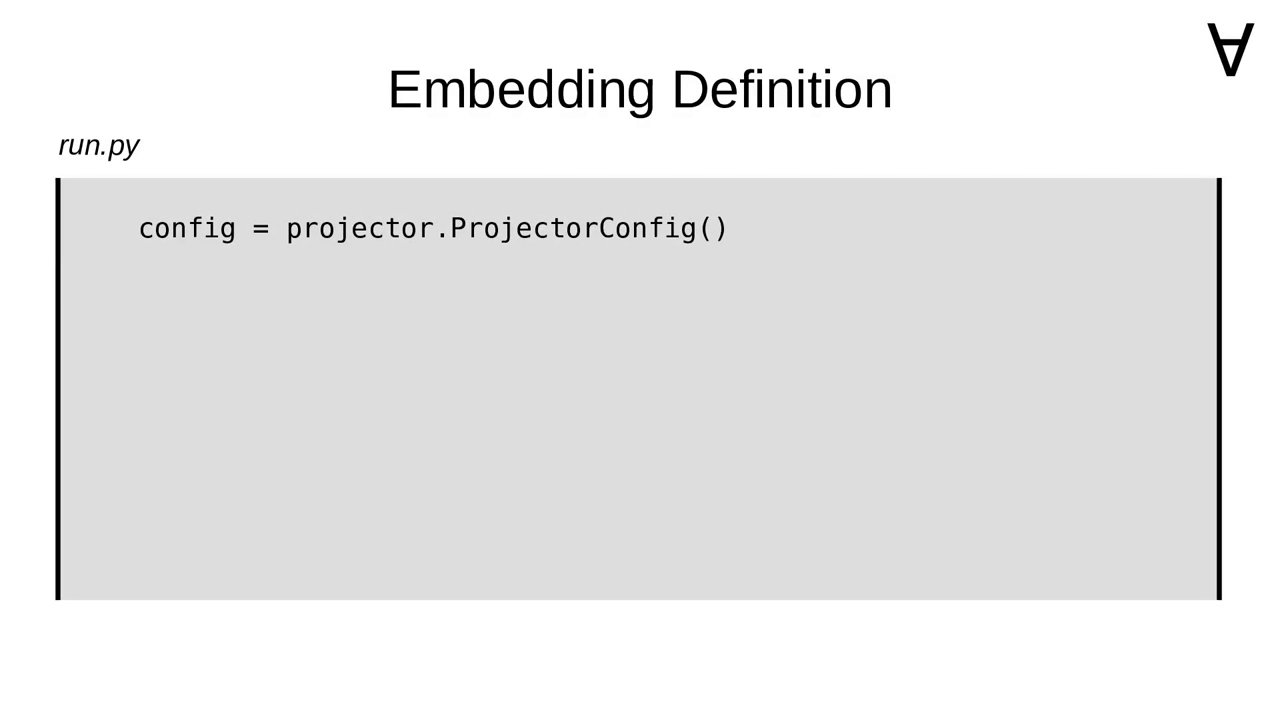 ∀
Embedding Definition
run.py
config = projector.ProjectorConfig()